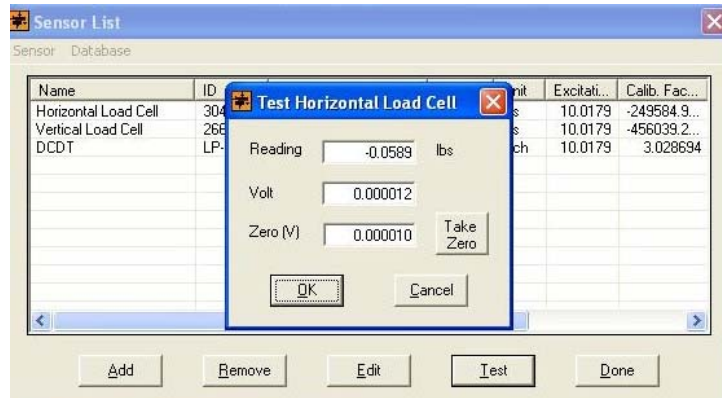 Sensor List
Sensor Database
Name ID nit Excitati... Calib. Fac...
Horizontal Load Cell 304 s 10.0179 -249584.9...
Vertical Load Cell 266 s 10.0179 -456039.2...
DCDT LP- ch 10.0179 3.028694
Test Horizontal Load Cell
Reading -0.0589 lbs
Volt 0.000012
Zero (V) 0.000010 Take Zero
OK Cancel
Add Remove Edit Test Done